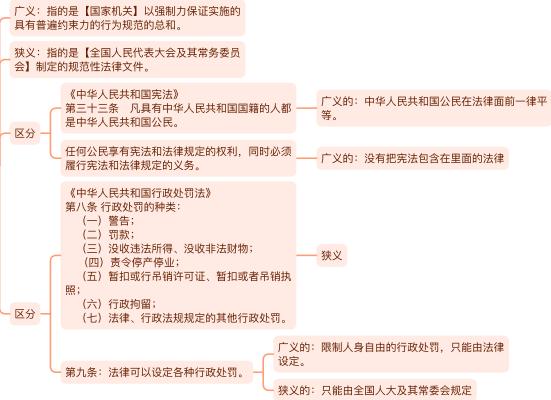 广义：指的是【国家机关】以强制力保证实施的
具有普遍约束力的行为规范的总和。
狭义：指的是【全国人民代表大会及其常务委员
会】制定的规范性法律文件。
区分
《中华人民共和国宪法》
第三十三条　凡具有中华人民共和国国籍的人都
是中华人民共和国公民。
广义的：中华人民共和国公民在法律面前一律平
等。
任何公民享有宪法和法律规定的权利，同时必须
履行宪法和法律规定的义务。
广义的：没有把宪法包含在里面的法律
区分
《中华人民共和国行政处罚法》
第八条 行政处罚的种类：
（一）警告；
（二）罚款；
（三）没收违法所得、没收非法财物；
（四）责令停产停业；
（五）暂扣或行吊销许可证、暂扣或者吊销执
照；
（六）行政拘留；
（七）法律、行政法规规定的其他行政处罚。
狭义
第九条：法律可以设定各种行政处罚。
广义的：限制人身自由的行政处罚，只能由法律
设定。
狭义的：只能由全国人大及其常委会规定